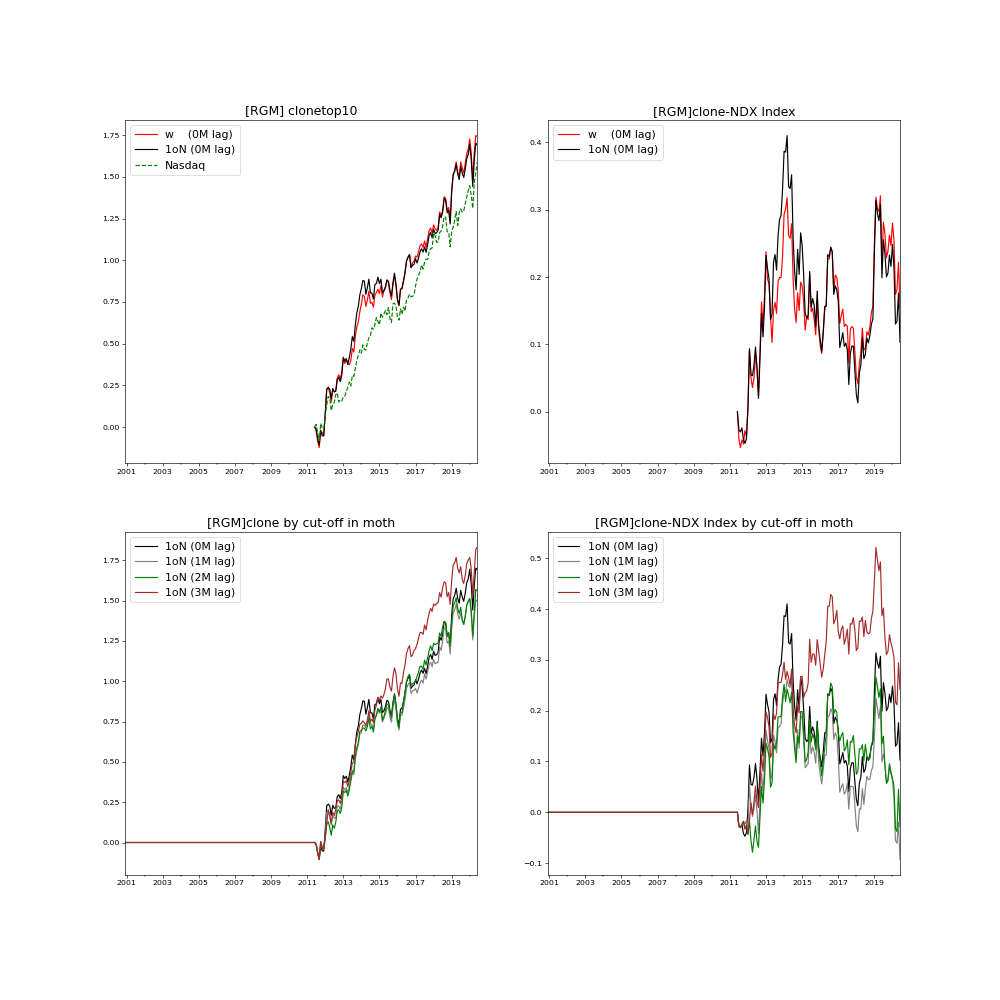 [RGM] clonetop10
1.75
1.50
1.25
1.00
0.75
0.50
0.25
0.00
w (0M lag)
1oN (0M lag)
Nasdaq
2001 2003 2005 2007 2009 2011 2013 2015 2017 2019
[RGM]clone-NDX Index
0.4
0.3
0.2
0.1
0.0
w (0M lag)
1oN (0M lag)
2001 2003 2005 2007 2009 2011 2013 2015 2017 2019
[RGM]clone by cut-off in moth
1.75
1.50
1.25
1.00
0.75
0.50
0.25
0.00
1oN (0M lag)
1oN (1M lag)
1oN (2M lag)
1oN (3M lag)
2001 2003 2005 2007 2009 2011 2013 2015 2017 2019
[RGM]clone-NDX Index by cut-off in moth
0.5
0.4
0.3
0.2
0.1
0.0
−0.1
1oN (0M lag)
1oN (1M lag)
1oN (2M lag)
1oN (3M lag)
2001 2003 2005 2007 2009 2011 2013 2015 2017 2019